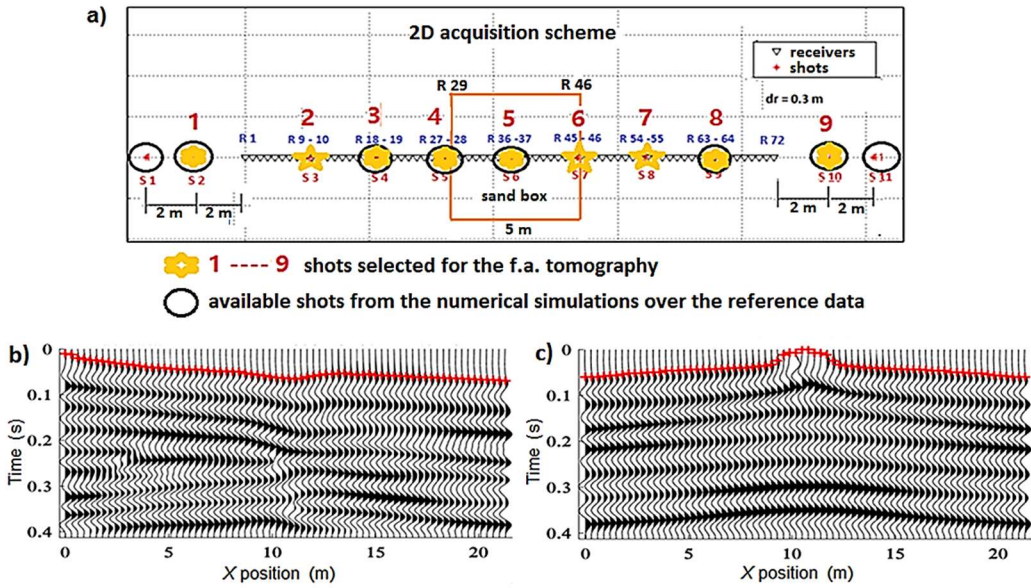 a)
2D acquisition scheme
receivers
shots
R 29
R 46
dr = 0.3 m
1
2
3
4
5
6
7
8
9
R 1
R 9 - 10
R 18 - 19
R 27 - 28
R 36 -37
R 45 - 46
R 54 -55
R 63 - 64
R 72
S 1
S 2
S 3
S 4
S 5
S 6
S 7
S 8
S 9
S 10
S 11
sand box
2 m
2 m
5 m
2 m
2 m
1 ---- 9 shots selected for the f.a. tomography
available shots from the numerical simulations over the reference data
b)
0
0.1
0.2
0.3
0.4
Time (s)
0
5
10
15
20
X position (m)
c)
0
0.1
0.2
0.3
0.4
Time (s)
0
5
10
15
20
X position (m)